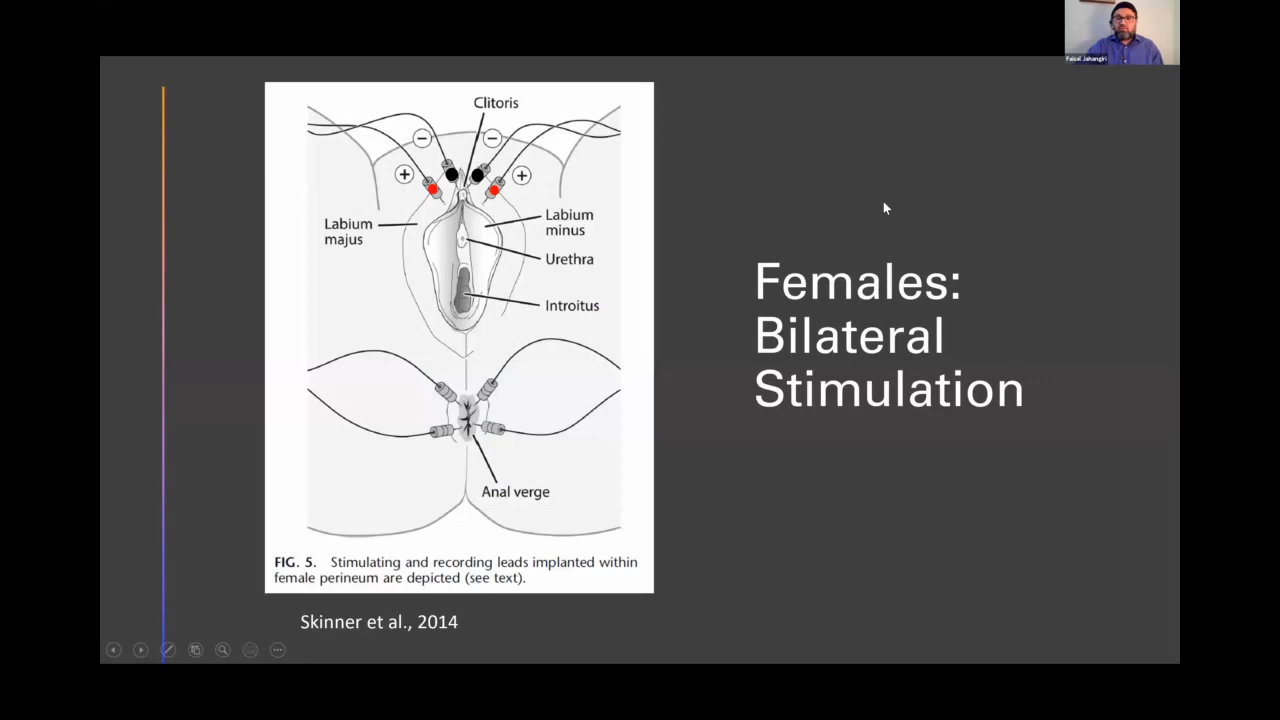 Faisal Jahangiri
Clitoris
− −
+ +
Labium
majus
Labium
minus
Urethra
Introitus
Anal verge
FIG. 5. Stimulating and recording leads implanted within
female perineum are depicted (see text).
Skinner et al., 2014
Females:
Bilateral
Stimulation